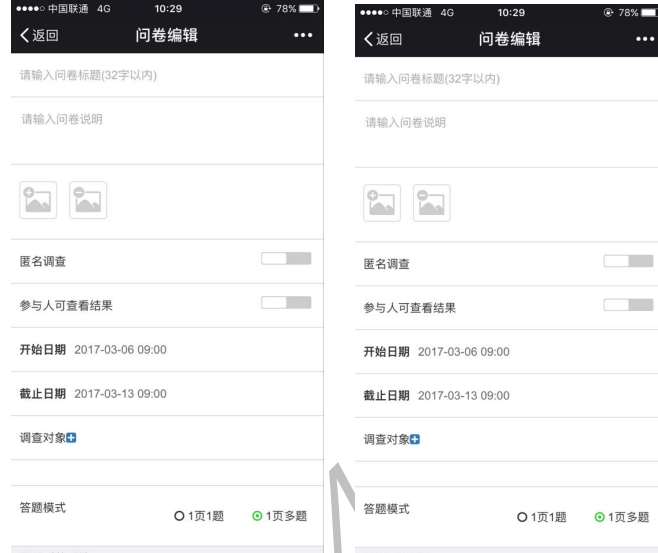 中国联通 4G 10:29 78%
返回 问卷编辑
请输入问卷标题(32字以内)
请输入问卷说明
匿名调查
参与人可查看结果
开始日期 2017-03-06 09:00
截止日期 2017-03-13 09:00
调查对象
答题模式
1页1题 1页多题
中国联通 4G 10:29 78%
返回 问卷编辑
请输入问卷标题(32字以内)
请输入问卷说明
匿名调查
参与人可查看结果
开始日期 2017-03-06 09:00
截止日期 2017-03-13 09:00
调查对象
答题模式
1页1题 1页多题